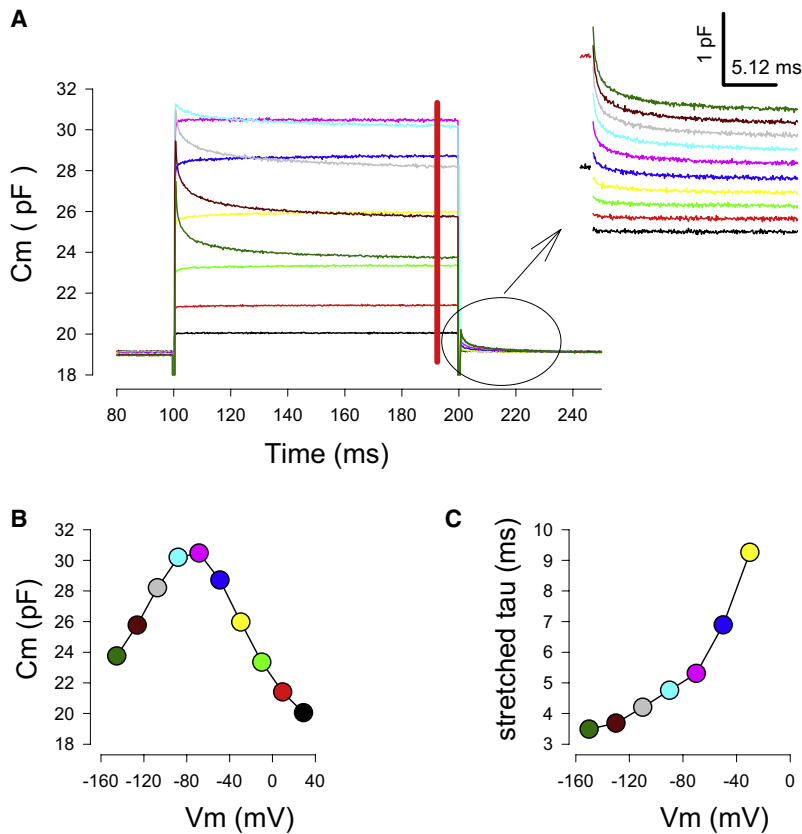 A
1 pF
5.12 ms
32
30
28
26
24
22
20
18
Cm ( pF)
80 100 120 140 160 180 200 220 240
Time (ms)
B
32
30
28
26
24
22
20
18
Cm (pF)
-160 -120 -80 -40 0 40
Vm (mV)
C
10
9
8
7
6
5
4
3
stretched tau (ms)
-160 -120 -80 -40 0
Vm (mV)